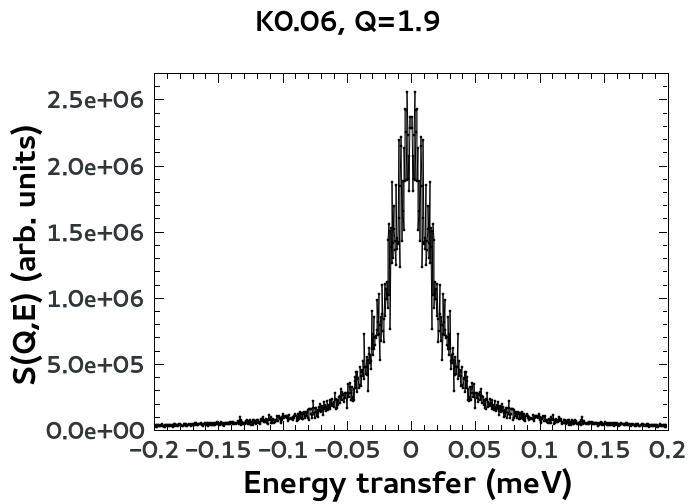 K0.06, Q=1.9
S(Q,E) (arb. units)
2.5e+06
2.0e+06
1.5e+06
1.0e+06
5.0e+05
0.0e+00
−0.2 −0.15 −0.1 −0.05 0 0.05 0.1 0.15 0.2
Energy transfer (meV)